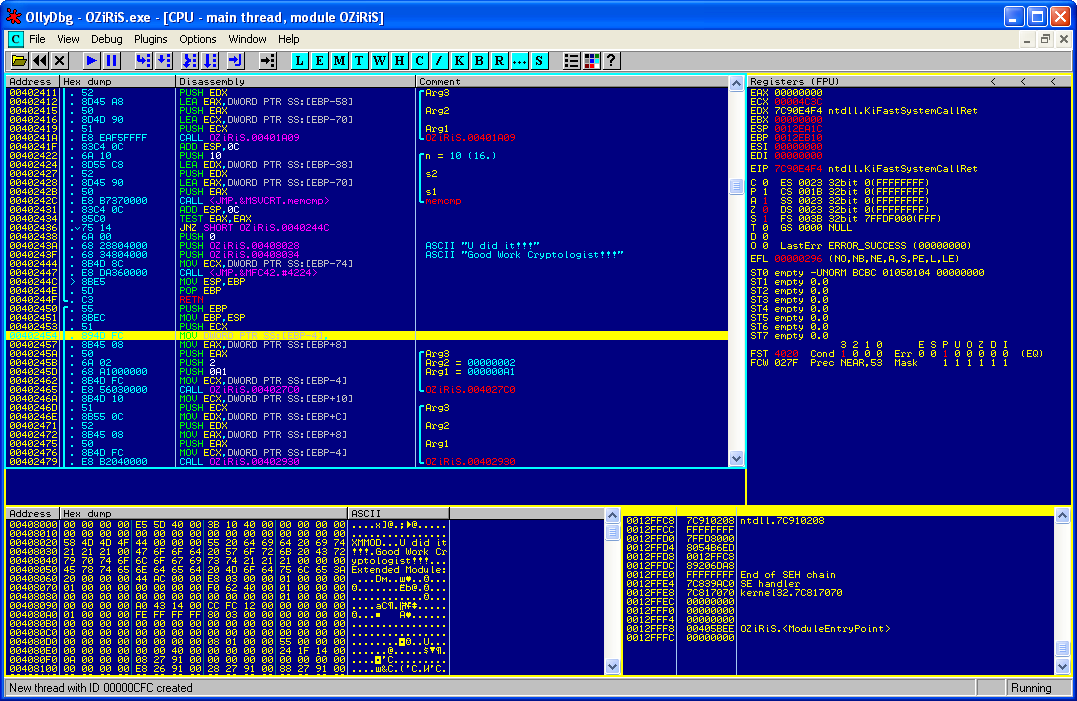 OllyDbg - OZiRiS.exe - [CPU - main thread, module OZiRiS]
C File View Debug Plugins Options Window Help
L E M T W H C / K B R ... S ?
Address Hex dump Disassembly Comment
00402411 . 52 PUSH EDX Arg3
00402412 . 8D45 A8 LEA EAX,DWORD PTR SS:[EBP-58]
00402415 . 50 PUSH EAX Arg2
00402416 . 8D4D 90 LEA ECX,DWORD PTR SS:[EBP-70]
00402419 . 51 PUSH ECX Arg1
0040241A . E8 EAF5FFFF CALL OZiRiS.00401A09 OZiRiS.00401A09
0040241F . 83C4 0C ADD ESP,0C
00402422 . 6A 10 PUSH 10 n = 10 (16.)
00402424 . 8D55 C8 LEA EDX,DWORD PTR SS:[EBP-38]
00402427 . 52 PUSH EDX s2
00402428 . 8D45 90 LEA EAX,DWORD PTR SS:[EBP-70]
0040242B . 50 PUSH EAX s1
0040242C . E8 B7370000 CALL <JMP.&MSVCRT.memcmp> memcmp
00402431 . 83C4 0C ADD ESP,0C
00402434 . 85C0 TEST EAX,EAX
00402436 . 75 14 JNZ SHORT OZiRiS.0040244C
00402438 . 6A 00 PUSH 0
0040243A . 68 28804000 PUSH OZiRiS.00408028 ASCII "U did it!!!"
0040243F . 68 34804000 PUSH OZiRiS.00408034 ASCII "Good Work Cryptologist!!!"
00402444 . 8D4D 8C LEA ECX,DWORD PTR SS:[EBP-74]
00402447 . E8 DA360000 CALL <JMP.&MFC42.#4224>
0040244C > 8BE5 MOV ESP,EBP
0040244E . 5D POP EBP
0040244F . C3 RETN
00402450 . 55 PUSH EBP
00402451 . 8BEC MOV EBP,ESP
00402453 . 51 PUSH ECX
00402457 . 8B45 08 MOV EAX,DWORD PTR SS:[EBP+8]
0040245A . 50 PUSH EAX Arg3
0040245B . 6A 02 PUSH 2 Arg2 = 00000002
0040245D . 68 A1000000 PUSH 0A1 Arg1 = 000000A1
00402462 . 8B4D FC MOV ECX,DWORD PTR SS:[EBP-4]
00402465 . E8 56030000 CALL OZiRiS.004027C0 OZiRiS.004027C0
0040246A . 8B4D 10 MOV ECX,DWORD PTR SS:[EBP+10]
0040246D . 51 PUSH ECX Arg3
0040246E . 8B55 0C MOV EDX,DWORD PTR SS:[EBP+C]
00402471 . 52 PUSH EDX Arg2
00402472 . 8B45 08 MOV EAX,DWORD PTR SS:[EBP+8]
00402475 . 50 PUSH EAX Arg1
00402476 . 8B4D FC MOV ECX,DWORD PTR SS:[EBP-4]
00402479 . E8 B2040000 CALL OZiRiS.00402930 OZiRiS.00402930
Registers (FPU) < < <
EAX 00000000
ECX 00004C3C
EDX 7C90E4F4 ntdll.KiFastSystemCallRet
EBX 00000000
ESP 0012EA1C
EBP 0012EB10
ESI 00000000
EDI 00000000
EIP 7C90E4F4 ntdll.KiFastSystemCallRet
C 0 ES 0023 32bit 0(FFFFFFFF)
P 1 CS 001B 32bit 0(FFFFFFFF)
A 1 SS 0023 32bit 0(FFFFFFFF)
Z 0 DS 0023 32bit 0(FFFFFFFF)
S 1 FS 003B 32bit 7FFDF000(FFF)
T 0 GS 0000 NULL
D 0
O 0 LastErr ERROR_SUCCESS (00000000)
EFL 00000296 (NO,NB,NE,A,S,PE,L,LE)
ST0 empty -UNORM BCBC 01050104 00000000
ST1 empty 0.0
ST2 empty 0.0
ST3 empty 0.0
ST4 empty 0.0
ST5 empty 0.0
ST6 empty 0.0
ST7 empty 0.0
3 2 1 0 E S P U O Z D I
FST 4020 Cond 1 0 0 0 Err 0 0 1 0 0 0 0 0 (EQ)
FCW 027F Prec NEAR,53 Mask 1 1 1 1 1 1
Address Hex dump ASCII
00408000 00 00 00 00 E5 5D 40 00 3B 10 40 00 00 00 00 00
00408010 00 00 00 00 00 00 00 00 00 00 00 00 00 00 00 00 ................
00408020 58 4D 4D 4F 44 00 00 00 55 20 64 69 64 20 69 74 XMMOD...U did it
00408030 21 21 21 00 47 6F 6F 64 20 57 6F 72 6B 20 43 72 !!!.Good Work Cr
00408040 79 70 74 6F 6C 6F 67 69 73 74 21 21 21 00 00 00 yptologist!!!...
00408050 45 78 74 65 6E 64 65 64 20 4D 6F 64 75 6C 65 3A Extended Module:
00408060 20 00 00 00 44 AC 00 00 E8 03 00 00 01 00 00 00
00408070 01 00 00 00 00 00 00 00 F0 62 40 00 01 00 00 00
00408080 00 00 00 00 00 00 00 00 00 00 00 00 00 00 00 00 ................
00408090 00 00 00 00 A0 43 14 00 CC FC 12 00 00 00 00 00
004080A0 01 00 00 00 FE FF FF FF 80 03 00 00 00 00 00 00
004080B0 00 00 00 00 00 00 00 00 00 00 00 00 00 00 00 00 ................
004080C0 00 00 00 00 00 00 00 00 00 00 00 00 00 00 00 00 ................
004080D0 00 00 00 00 00 00 00 00 08 01 00 00 55 00 00 00
004080E0 00 00 00 00 00 00 40 00 00 00 00 00 24 1F 14 00
004080F0 0A 00 00 00 08 27 91 00 00 00 00 00 00 00 00 00
00408100 00 00 00 00 E8 26 91 00 28 27 91 00 88 27 91 00
0012FFC8 7C910208 ntdll.7C910208
0012FFCC FFFFFFFF
0012FFD0 7FFD8000
0012FFD4 8054B6ED
0012FFD8 0012FFC8
0012FFDC 89206DA8
0012FFE0 FFFFFFFF End of SEH chain
0012FFE4 7C839AC0 SE handler
0012FFE8 7C817070 kernel32.7C817070
0012FFEC 00000000
0012FFF0 00000000
0012FFF4 00000000
0012FFF8 00405BEE OZiRiS.<ModuleEntryPoint>
0012FFFC 00000000
New thread with ID 00000CFC created Running